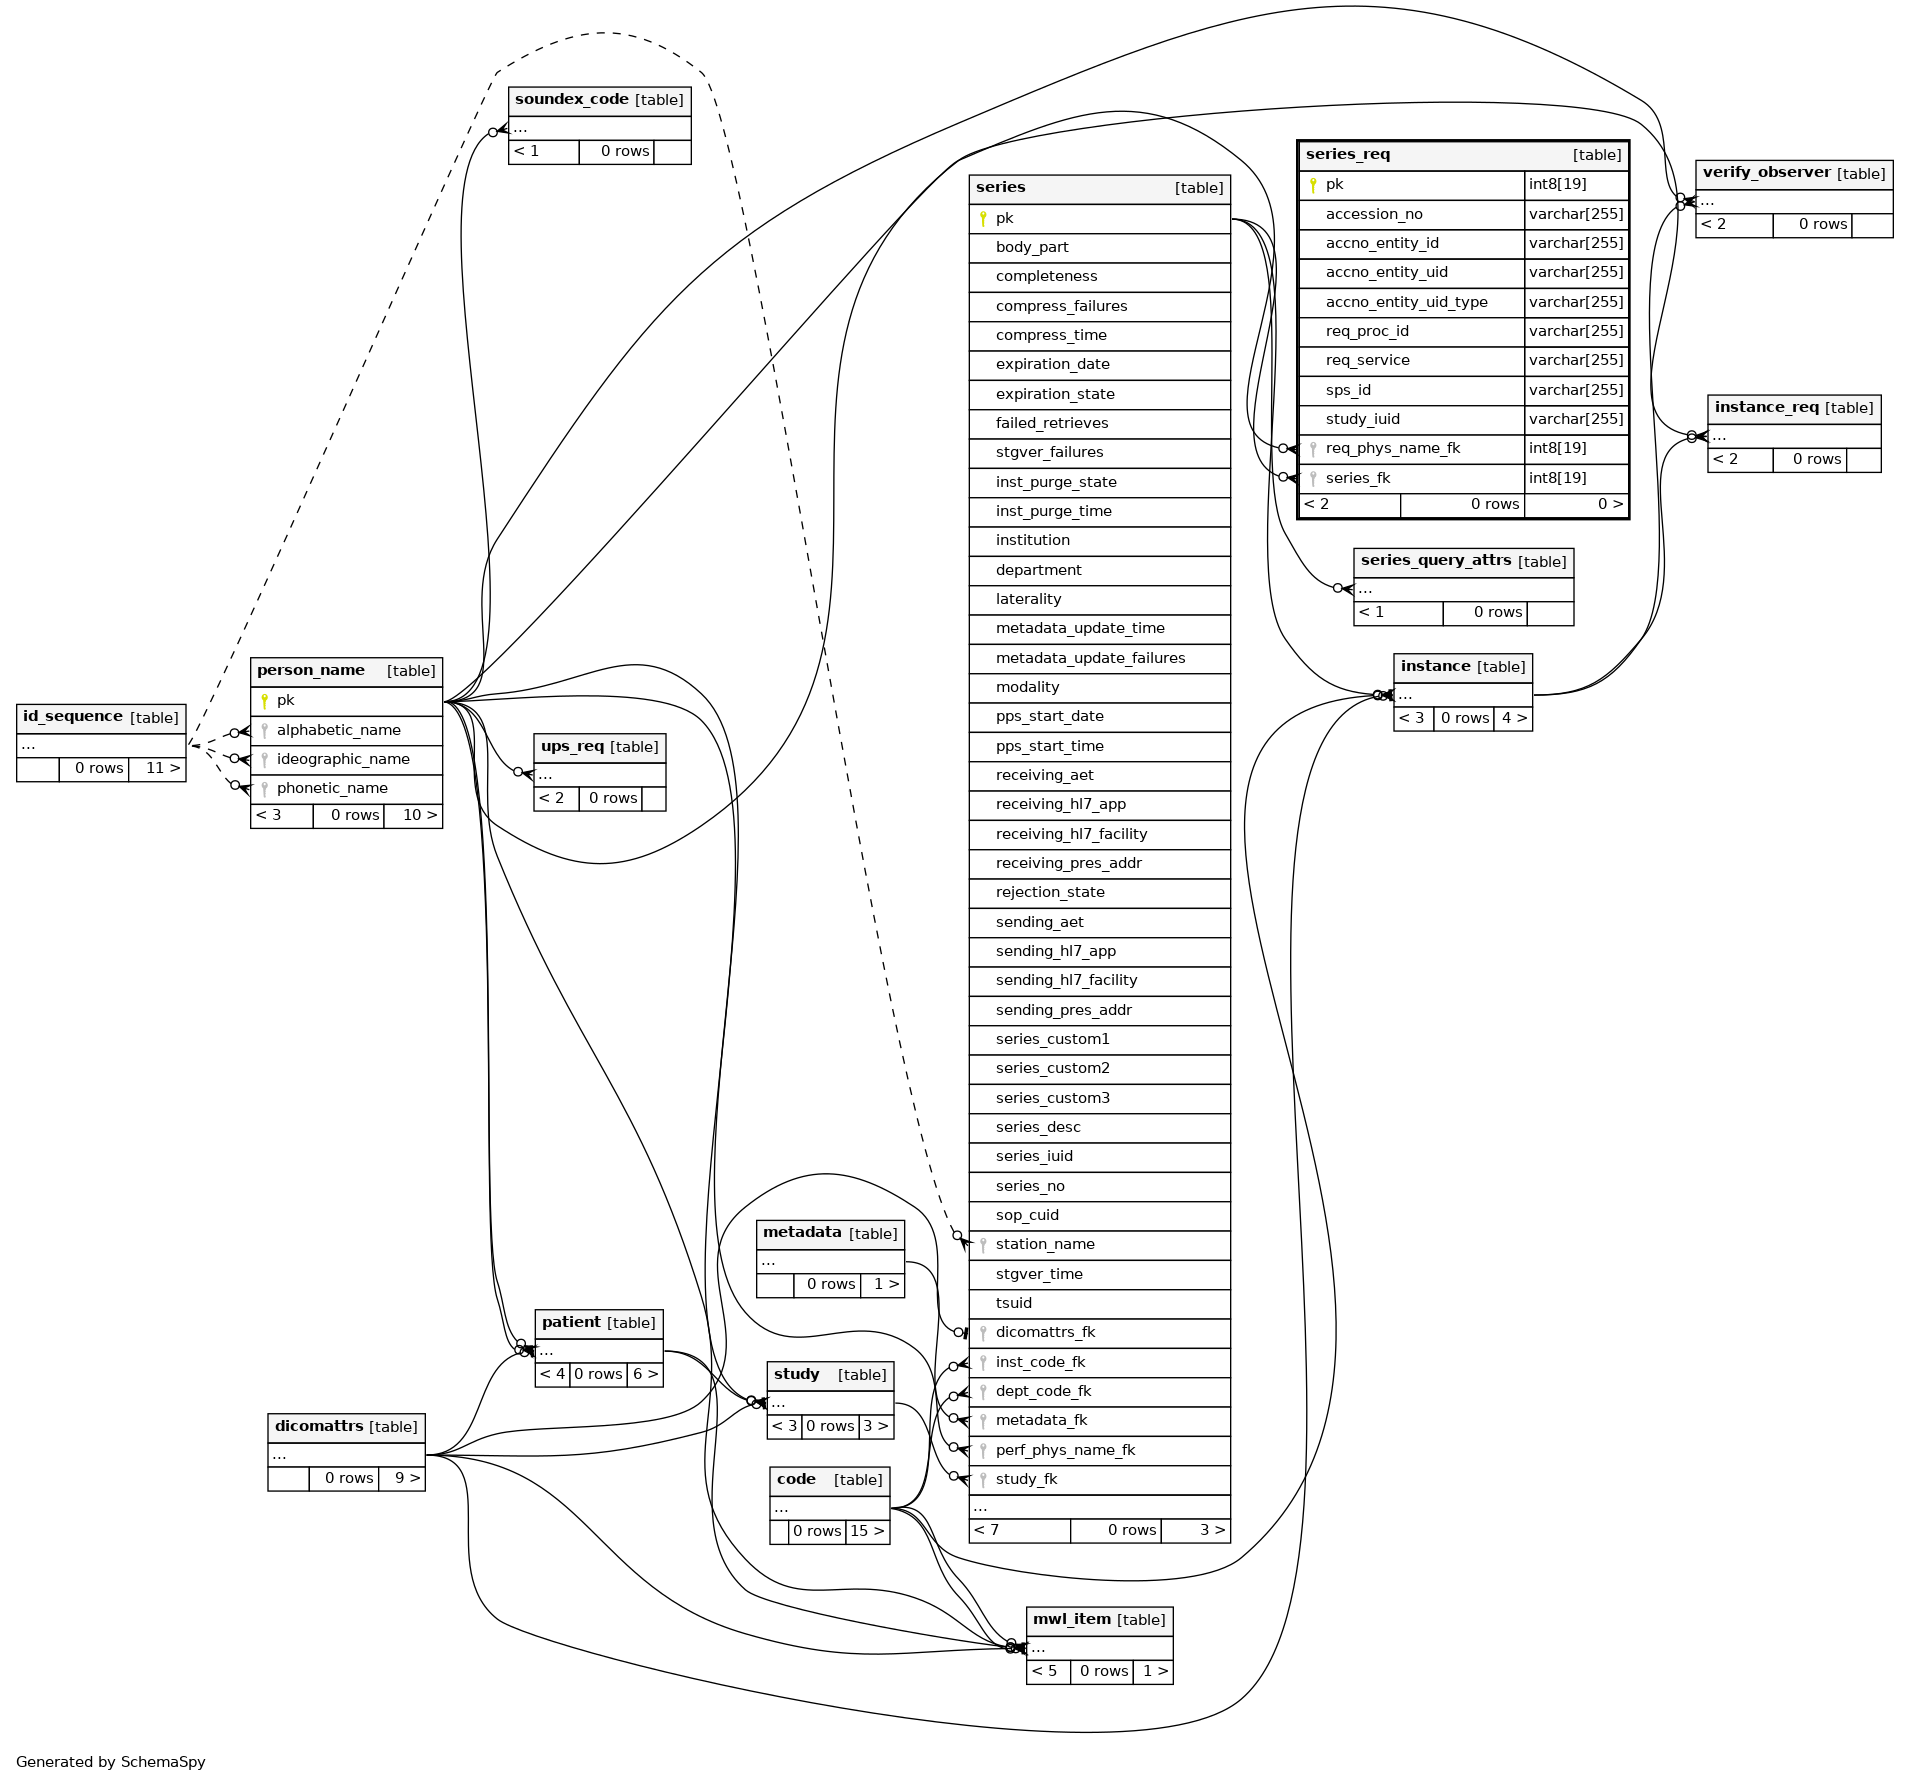 soundex_code [table]
...
< 1 0 rows
series_req [table]
pk int8[19]
accession_no varchar[255]
accno_entity_id varchar[255]
accno_entity_uid varchar[255]
accno_entity_uid_type varchar[255]
req_proc_id varchar[255]
req_service varchar[255]
sps_id varchar[255]
study_iuid varchar[255]
req_phys_name_fk int8[19]
series_fk int8[19]
< 2 0 rows 0 >
verify_observer [table]
...
< 2 0 rows
series [table]
pk
body_part
completeness
compress_failures
compress_time
expiration_date
expiration_state
failed_retrieves
stgver_failures
inst_purge_state
inst_purge_time
institution
department
laterality
metadata_update_time
metadata_update_failures
modality
pps_start_date
pps_start_time
receiving_aet
receiving_hl7_app
receiving_hl7_facility
receiving_pres_addr
rejection_state
sending_aet
sending_hl7_app
sending_hl7_facility
sending_pres_addr
series_custom1
series_custom2
series_custom3
series_desc
series_iuid
series_no
sop_cuid
station_name
stgver_time
tsuid
dicomattrs_fk
inst_code_fk
dept_code_fk
metadata_fk
perf_phys_name_fk
study_fk
...
< 7 0 rows 3 >
instance_req [table]
...
< 2 0 rows
series_query_attrs [table]
...
< 1 0 rows
instance [table]
...
< 3 0 rows 4 >
person_name [table]
pk
alphabetic_name
ideographic_name
phonetic_name
< 3 0 rows 10 >
id_sequence [table]
...
0 rows 11 >
ups_req [table]
...
< 2 0 rows
metadata [table]
...
0 rows 1 >
patient [table]
...
< 4 0 rows 6 >
study [table]
...
< 3 0 rows 3 >
dicomattrs [table]
...
0 rows 9 >
code [table]
...
0 rows 15 >
mwl_item [table]
...
< 5 0 rows 1 >
Generated by SchemaSpy